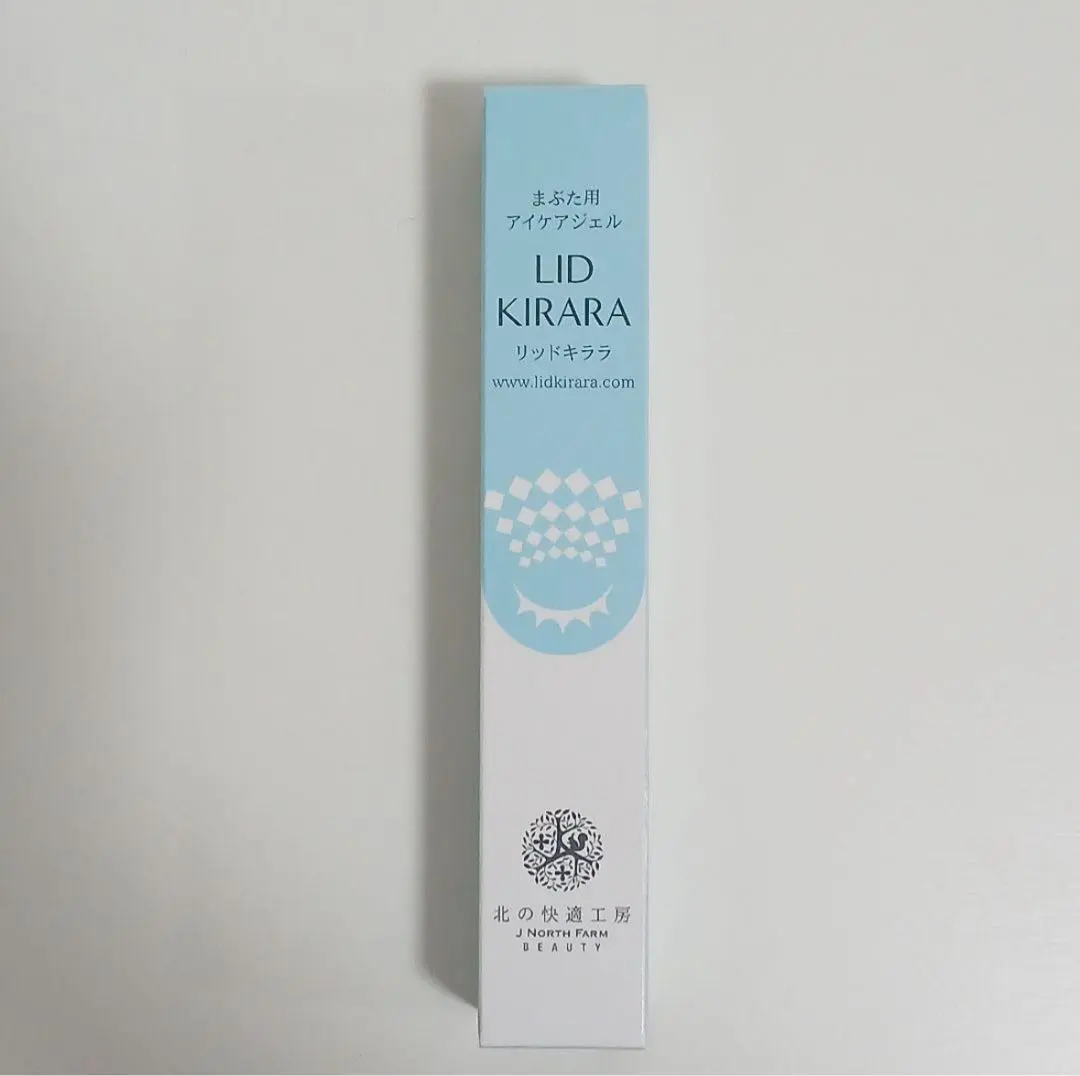 まぶた用
アイケアジェル
LID
KIRARA
リッドキララ
www.lidkirara.com
北の快適工房
J NORTH FARM
BEAUTY